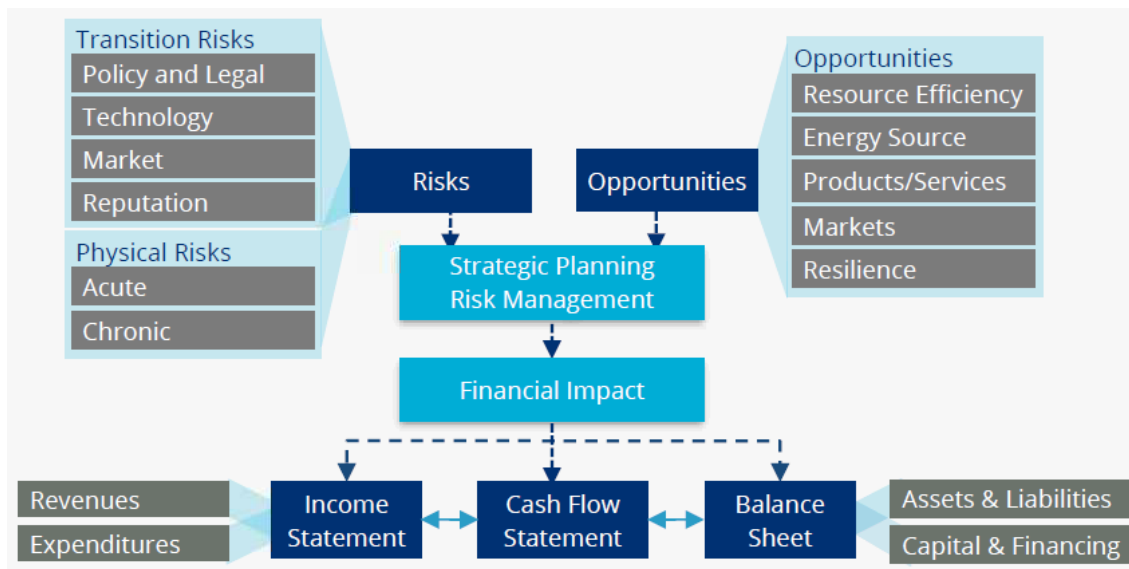 Transition Risks
Policy and Legal
Technology
Market
Reputation
Physical Risks
Acute
Chronic
Risks
Opportunities
Opportunities
Resource Efficiency
Energy Source
Products/Services
Markets
Resilience
Strategic Planning
Risk Management
Financial Impact
Revenues
Expenditures
Income
Statement
Cash Flow
Statement
Balance
Sheet
Assets & Liabilities
Capital & Financing